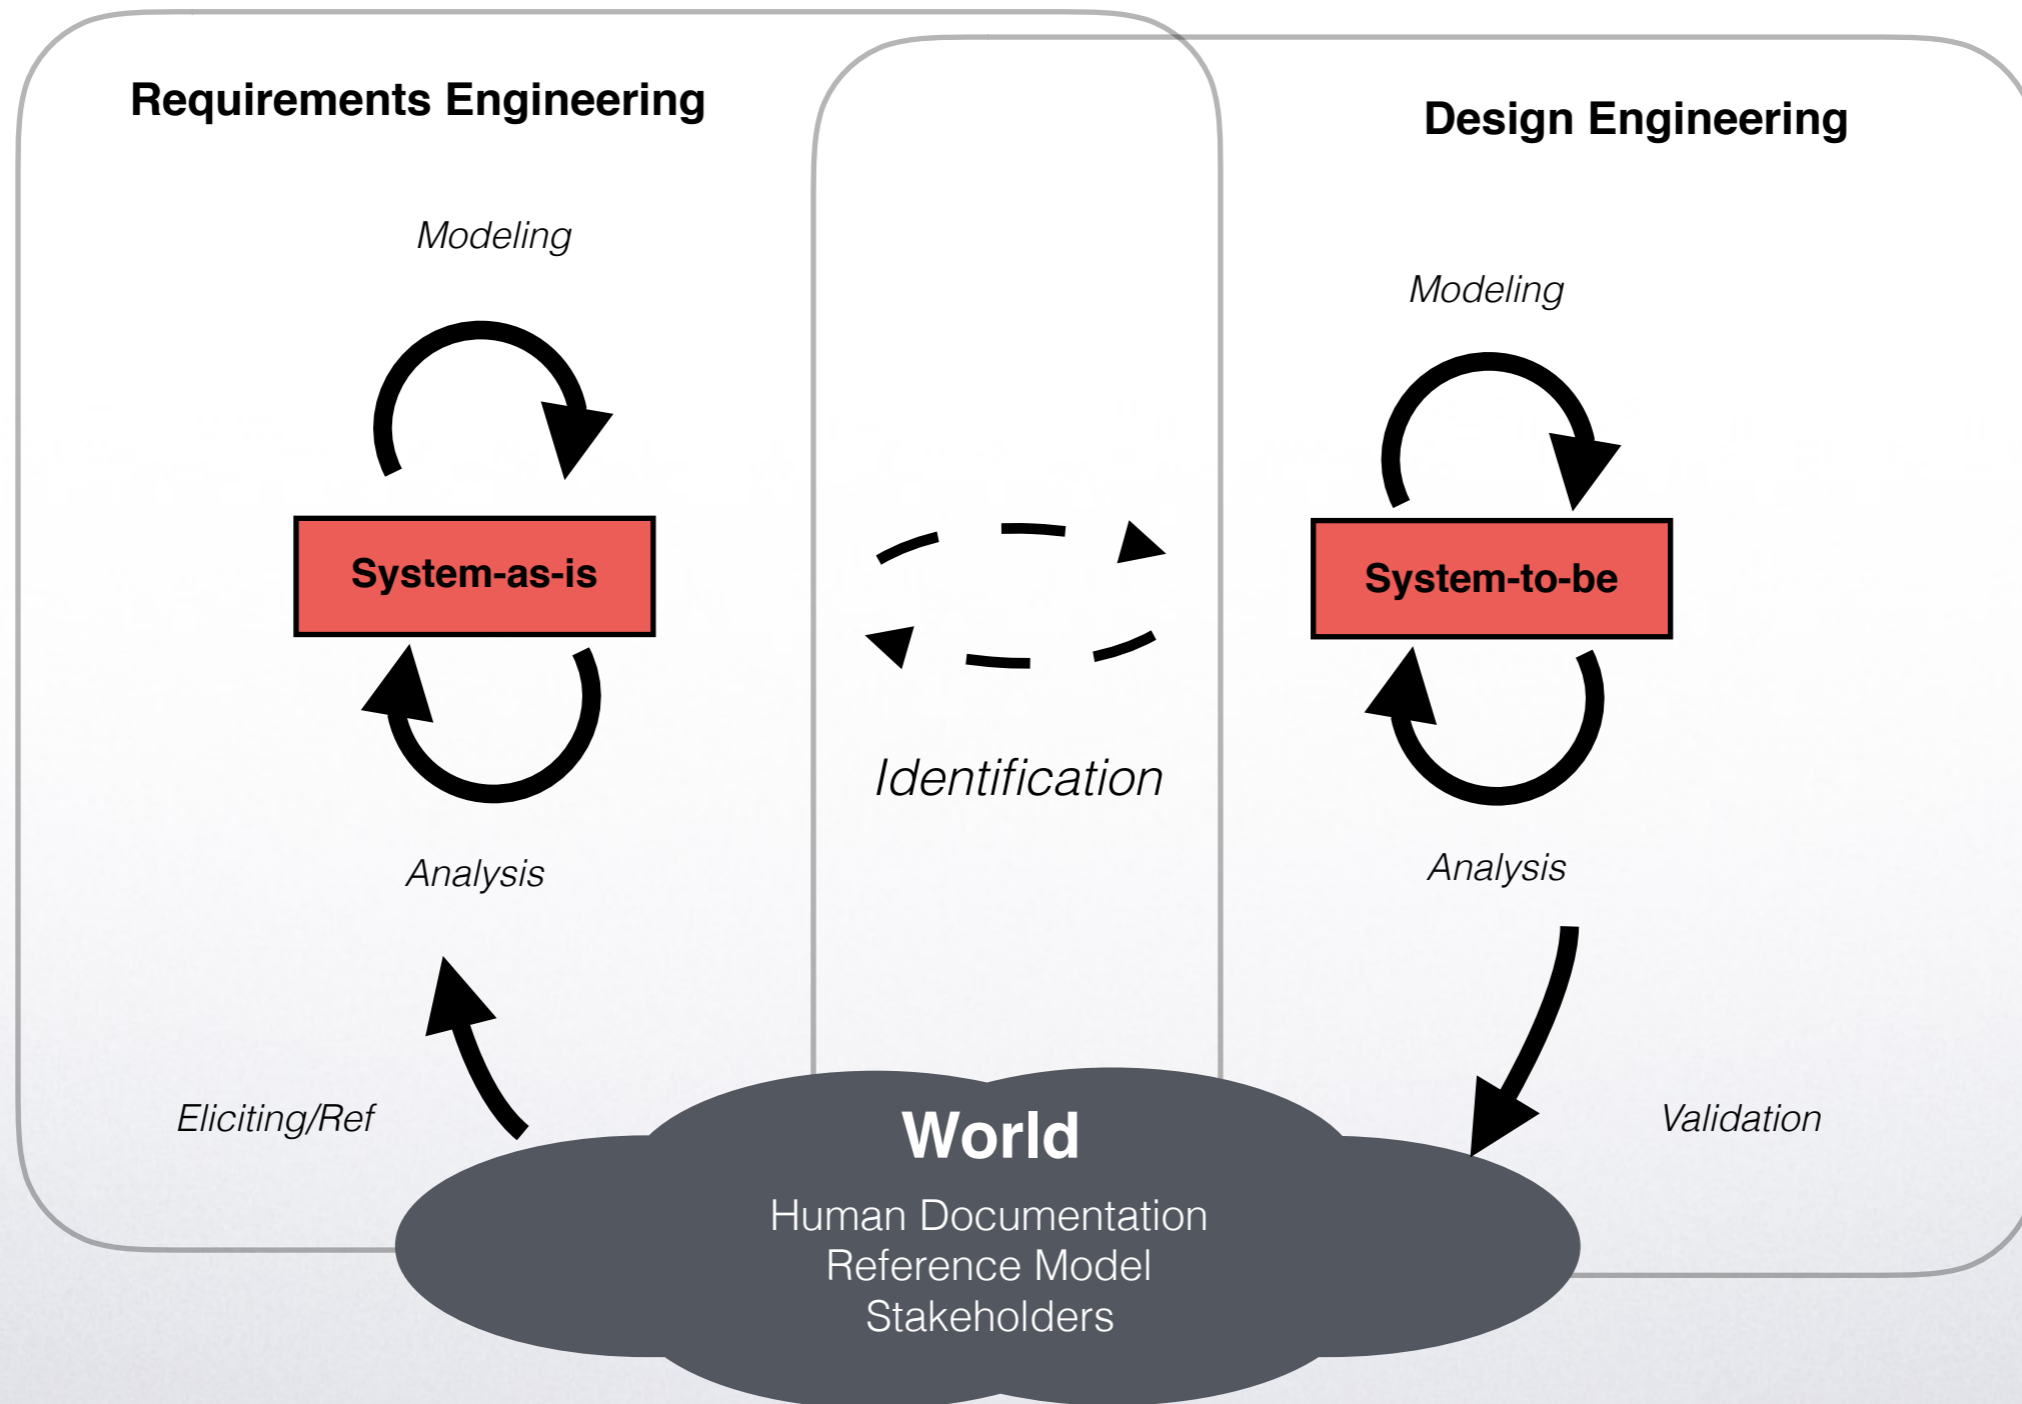 Requirements Engineering
Design Engineering
Modeling
Modeling
System-as-is
System-to-be
Identification
Analysis
Analysis
Eliciting/Ref
Validation
World
Human Documentation
Reference Model
Stakeholders